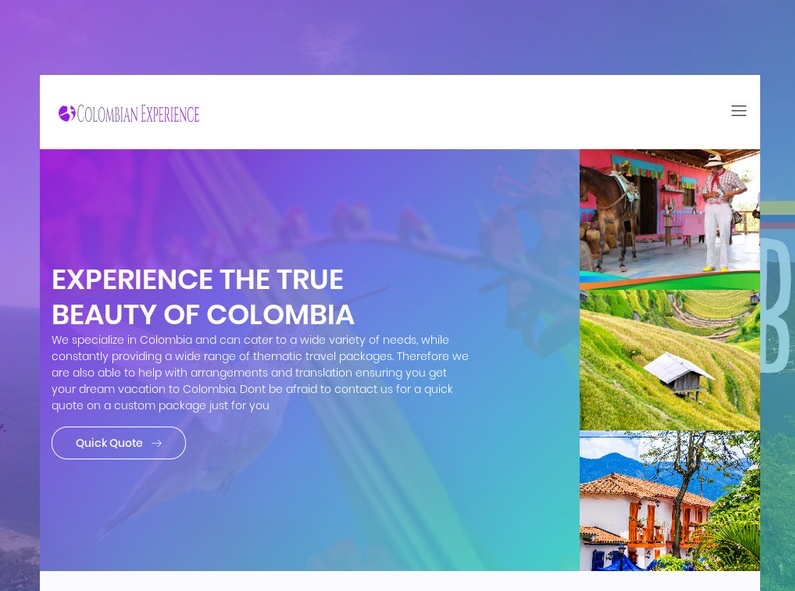 COLOMBIAN EXPERIENCE
EXPERIENCE THE TRUE
BEAUTY OF COLOMBIA
We specialize in Colombia and can cater to a wide variety of needs, while
constantly providing a wide range of thematic travel packages. Therefore we
are also able to help with arrangements and translation ensuring you get
your dream vacation to Colombia. Dont be afraid to contact us for a quick
quote on a custom package just for you
Quick Quote
B